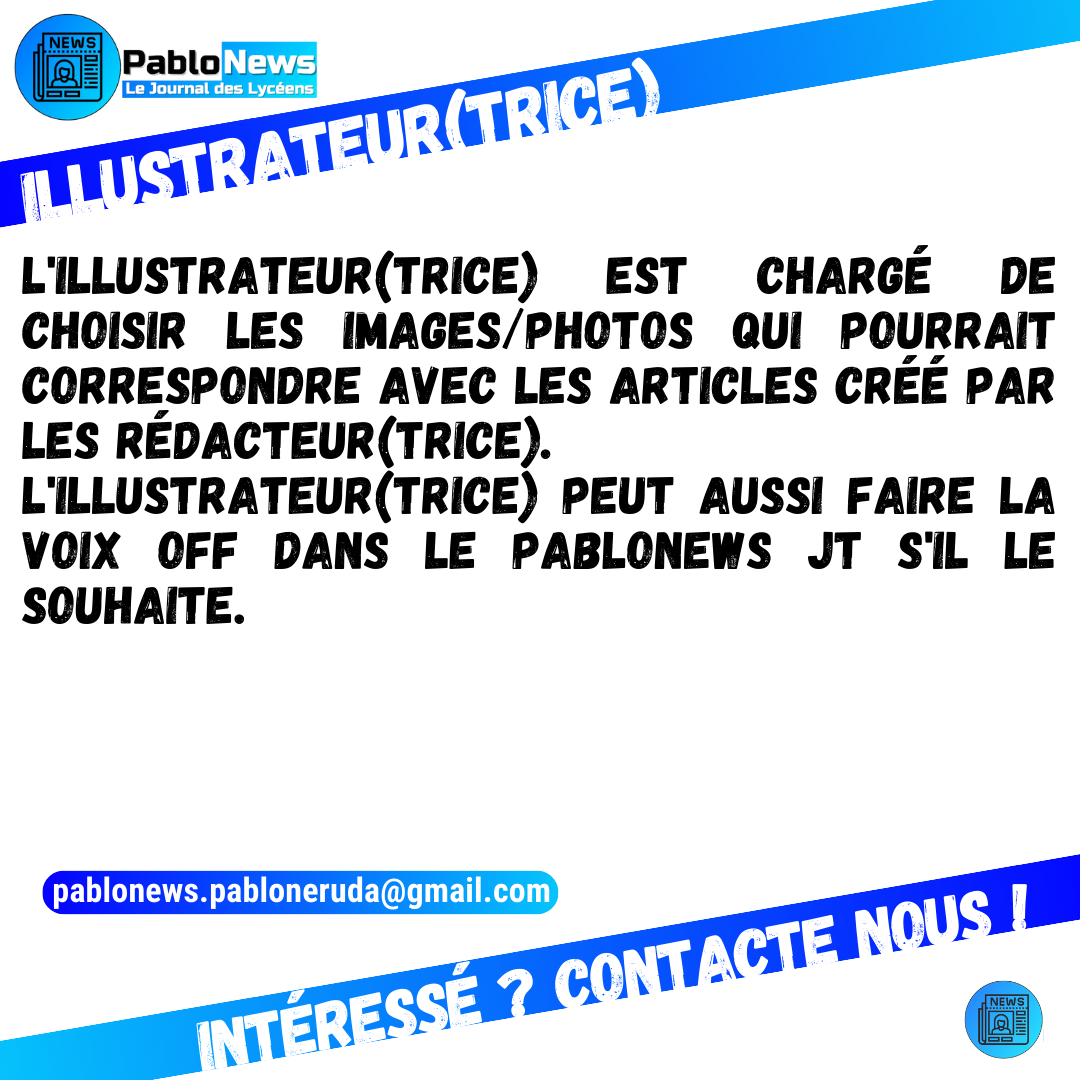 NEWS
PabloNews
Le Journal des Lycéens
ILLUSTRATEUR(TRICE)
L'ILLUSTRATEUR(TRICE) EST CHARGÉ DE
CHOISIR LES IMAGES/PHOTOS QUI POURRAIT
CORRESPONDRE AVEC LES ARTICLES CRÉÉ PAR
LES RÉDACTEUR(TRICE).
L'ILLUSTRATEUR(TRICE) PEUT AUSSI FAIRE LA
VOIX OFF DANS LE PABLONEWS JT S'IL LE
SOUHAITE.
pablonews.pabloneruda@gmail.com
INTÉRESSÉ ? CONTACTE NOUS !
NEWS